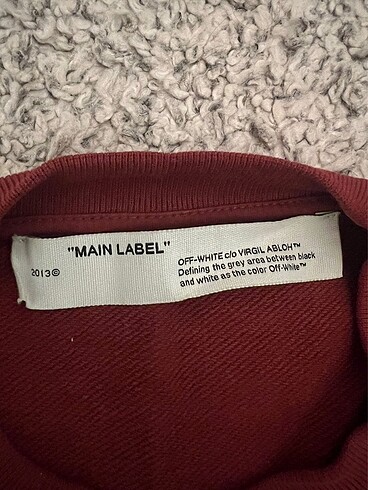 "MAIN LABEL"
2013©
OFF-WHITE c/o VIRGIL ABLOH™
Defining the grey area between black
and white as the color Off-White™